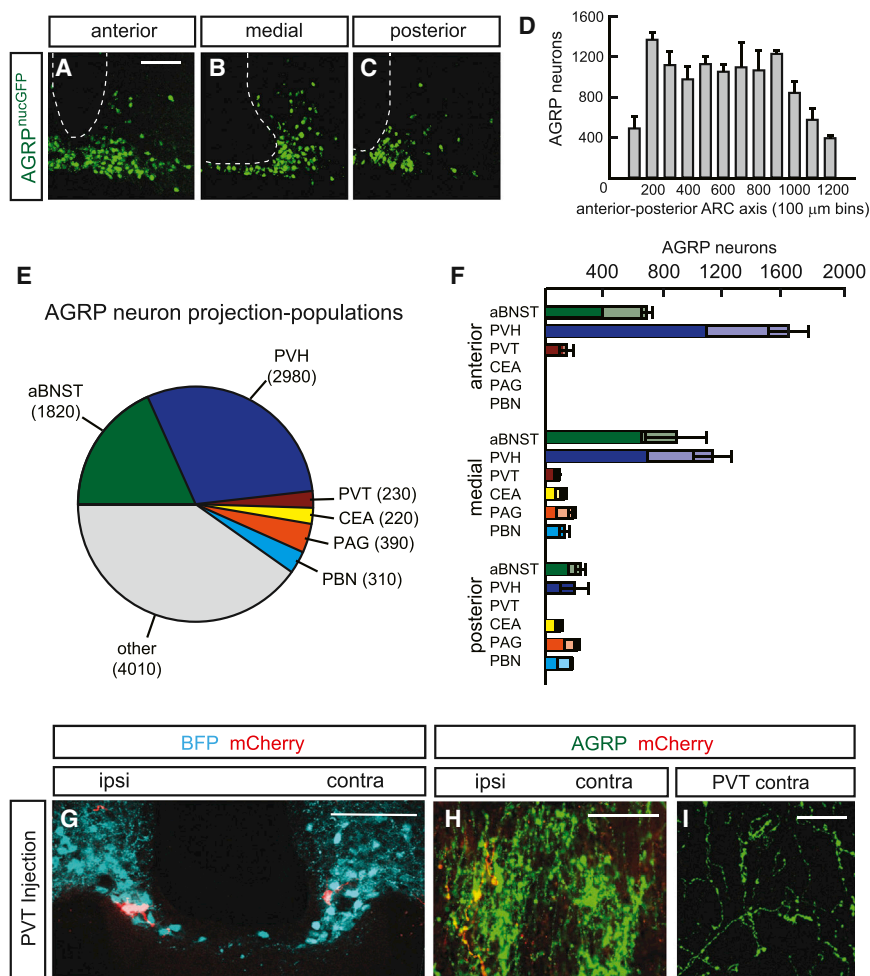 anterior
medial
posterior
A
B
C
AGRPnucGFP
D
AGRP neurons
1600
1200
800
400
0
200 400 600 800 1000 1200
anterior-posterior ARC axis (100 µm bins)
E
AGRP neuron projection-populations
PVH
(2980)
aBNST
(1820)
PVT (230)
CEA (220)
PAG (390)
PBN (310)
other
(4010)
F
AGRP neurons
400 800 1200 1600 2000
anterior
aBNST
PVH
PVT
CEA
PAG
PBN
medial
aBNST
PVH
PVT
CEA
PAG
PBN
posterior
aBNST
PVH
PVT
CEA
PAG
PBN
BFP mCherry
ipsi contra
AGRP mCherry
ipsi contra
PVT contra
PVT Injection
G
H
I